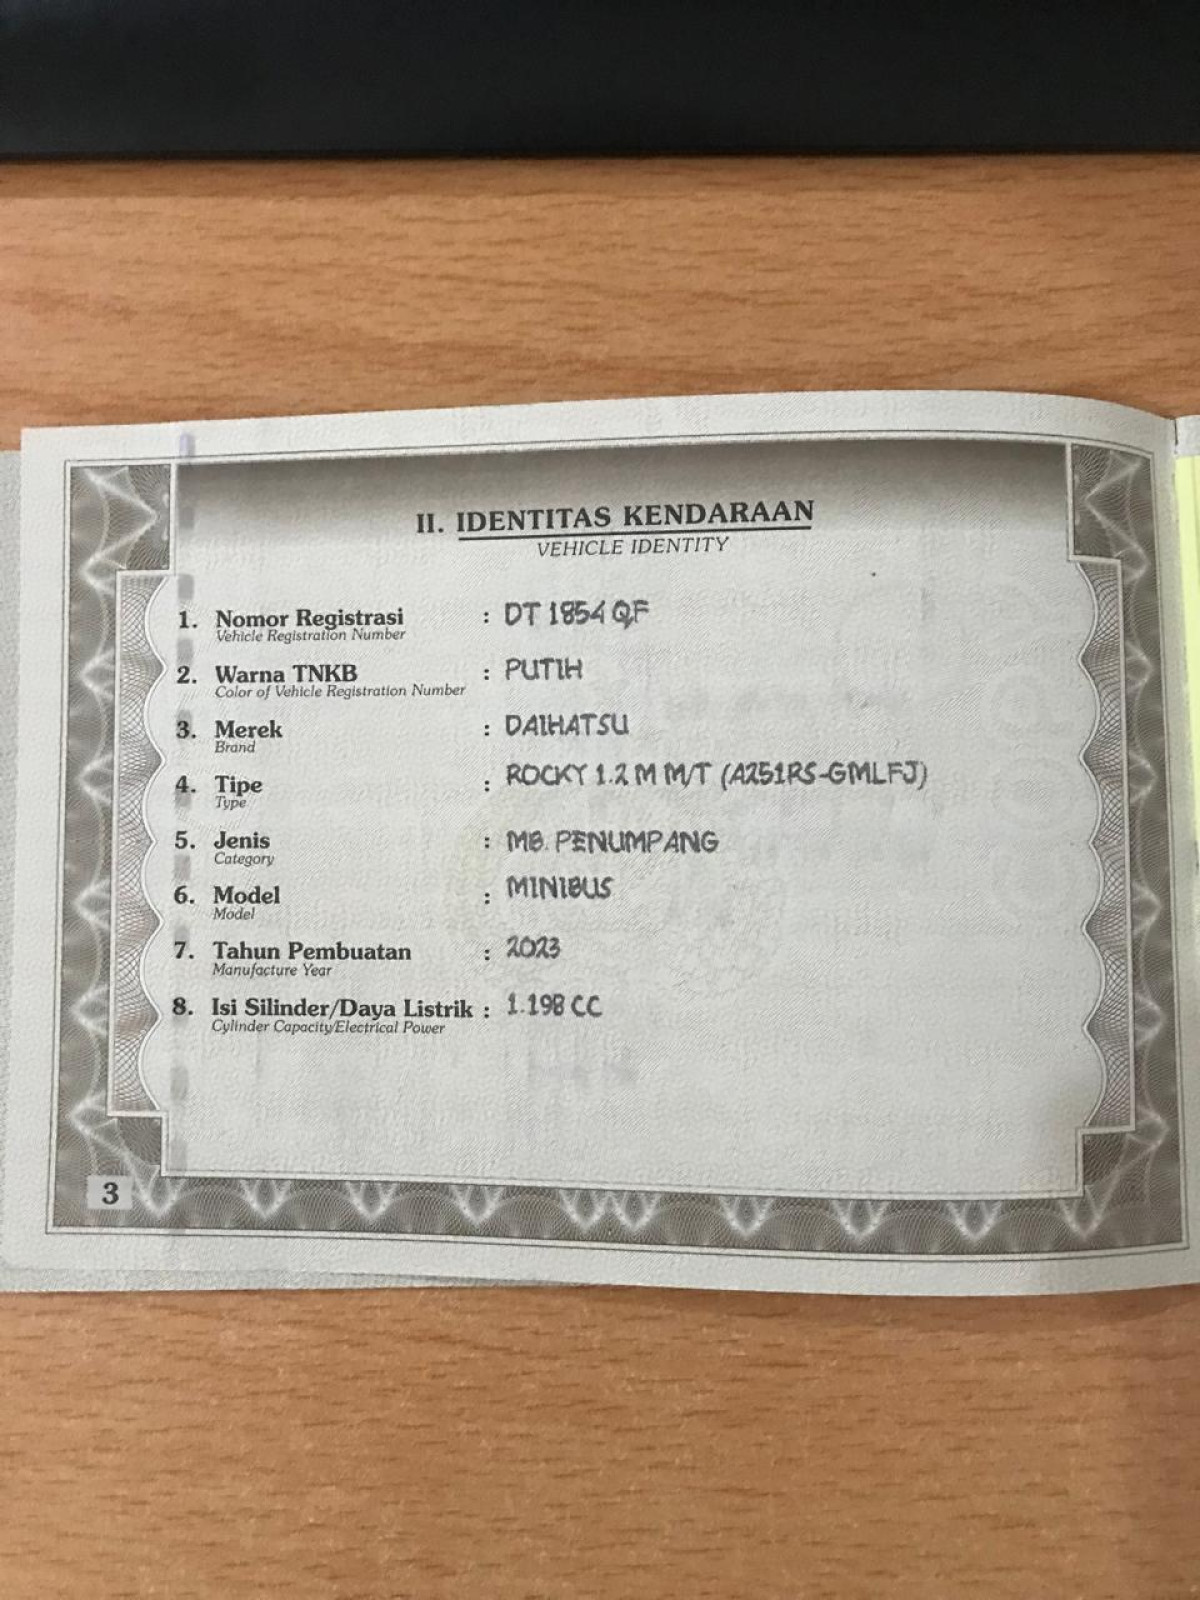 II. IDENTITAS KENDARAAN
VEHICLE IDENTITY
1. Nomor Registrasi : DT 1854 QF
Vehicle Registration Number
2. Warna TNKB : PUTIH
Color of Vehicle Registration Number
3. Merek : DAIHATSU
Brand
4. Tipe : ROCKY 1.2 M M/T (A251RS-GMLFJ)
Type
5. Jenis : MB. PENUMPANG
Category
6. Model : MINIBUS
Model
7. Tahun Pembuatan : 2023
Manufacture Year
8. Isi Silinder/Daya Listrik : 1.198 CC
Cylinder Capacity/Electrical Power
3